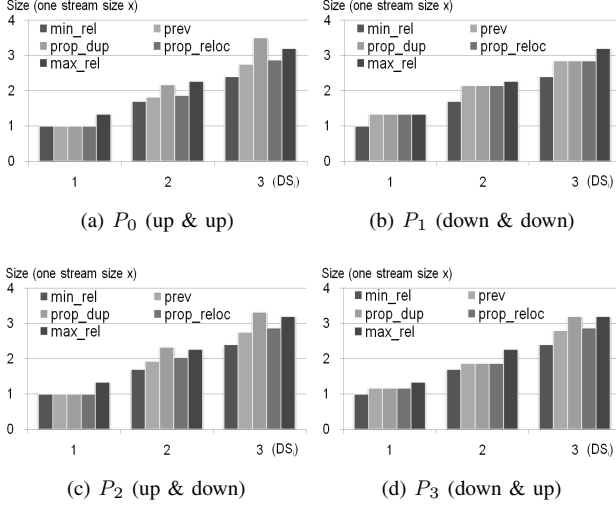 Size (one stream size x)
4
3
2
1
0
min_rel
prev
prop_dup
prop_reloc
max_rel
1 2 3 (DSᵢ)
(a) P₀ (up & up)
Size (one stream size x)
4
3
2
1
0
min_rel
prev
prop_dup
prop_reloc
max_rel
1 2 3 (DSᵢ)
(b) P₁ (down & down)
Size (one stream size x)
4
3
2
1
0
min_rel
prev
prop_dup
prop_reloc
max_rel
1 2 3 (DSᵢ)
(c) P₂ (up & down)
Size (one stream size x)
4
3
2
1
0
min_rel
prev
prop_dup
prop_reloc
max_rel
1 2 3 (DSᵢ)
(d) P₃ (down & up)